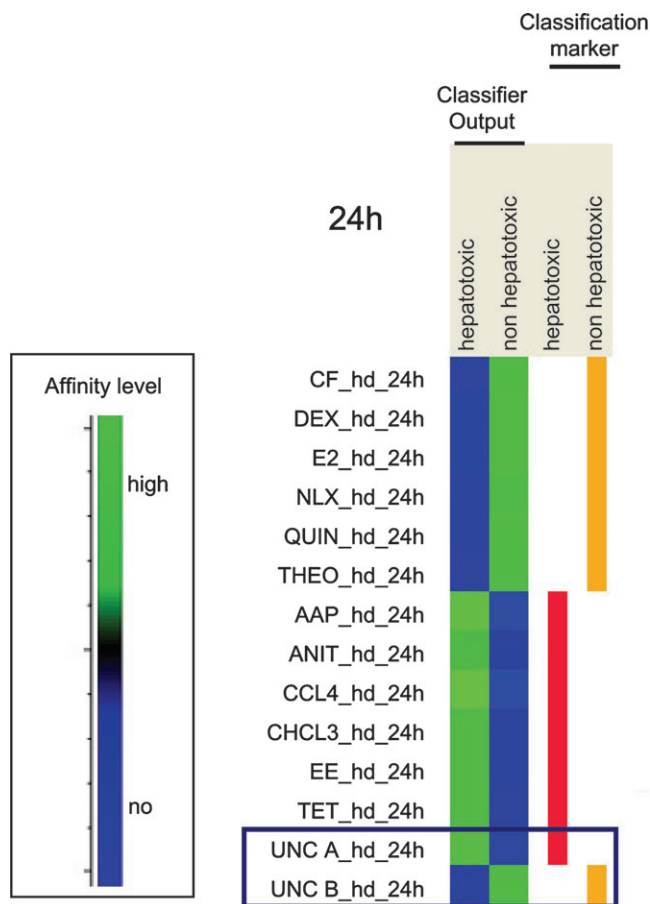 Classification
marker
Classifier
Output
24h
hepatotoxic
non hepatotoxic
hepatotoxic
non hepatotoxic
Affinity level
high
no
CF_hd_24h
DEX_hd_24h
E2_hd_24h
NLX_hd_24h
QUIN_hd_24h
THEO_hd_24h
AAP_hd_24h
ANIT_hd_24h
CCL4_hd_24h
CHCL3_hd_24h
EE_hd_24h
TET_hd_24h
UNC A_hd_24h
UNC B_hd_24h